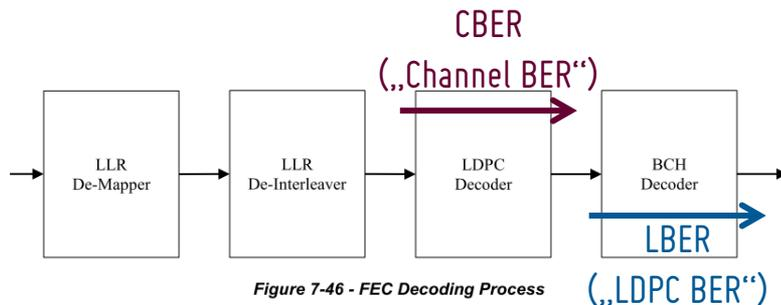 CBER
(„Channel BER“)
LLR
De-Mapper
LLR
De-Interleaver
LDPC
Decoder
BCH
Decoder
LBER
(„LDPC BER“)
Figure 7-46 - FEC Decoding Process